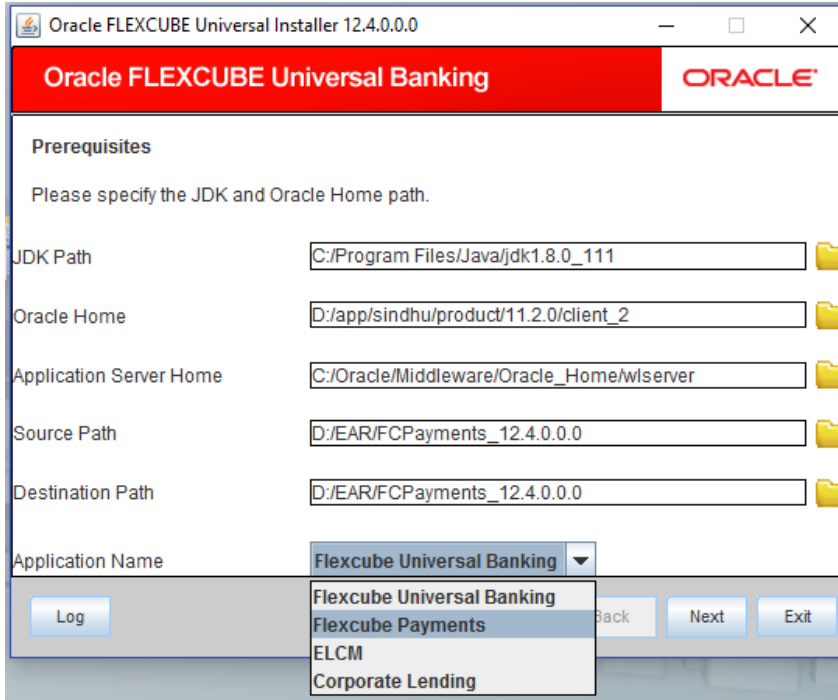 Oracle FLEXCUBE Universal Installer 12.4.0.0.0
Oracle FLEXCUBE Universal Banking
ORACLE
Prerequisites
Please specify the JDK and Oracle Home path.
JDK Path C:/Program Files/Java/jdk1.8.0_111
Oracle Home D:/app/sindhu/product/11.2.0/client_2
Application Server Home C:/Oracle/Middleware/Oracle_Home/wlserver
Source Path D:/EAR/FCPayments_12.4.0.0.0
Destination Path D:/EAR/FCPayments_12.4.0.0.0
Application Name Flexcube Universal Banking
Flexcube Universal Banking
Flexcube Payments
ELCM
Corporate Lending
Log Back Next Exit